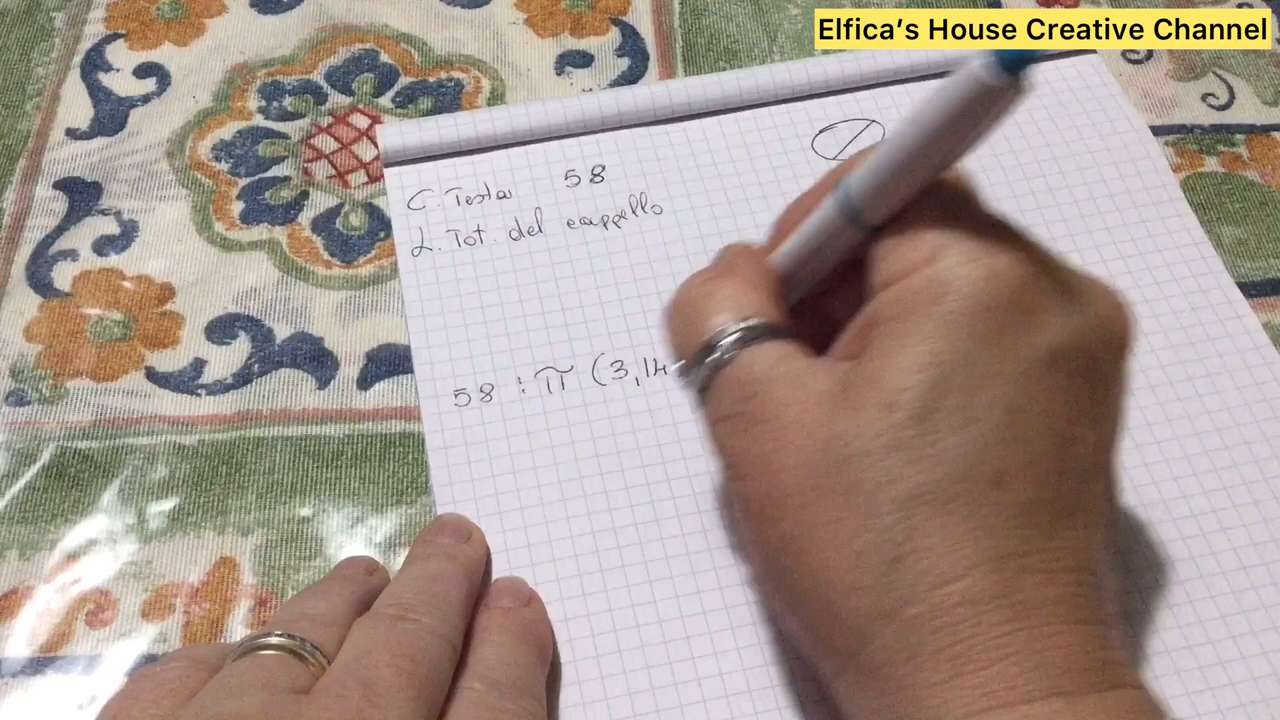 Elfica's House Creative Channel
C. Testa 58
L. Tot. del cappello
58 : π (3,14